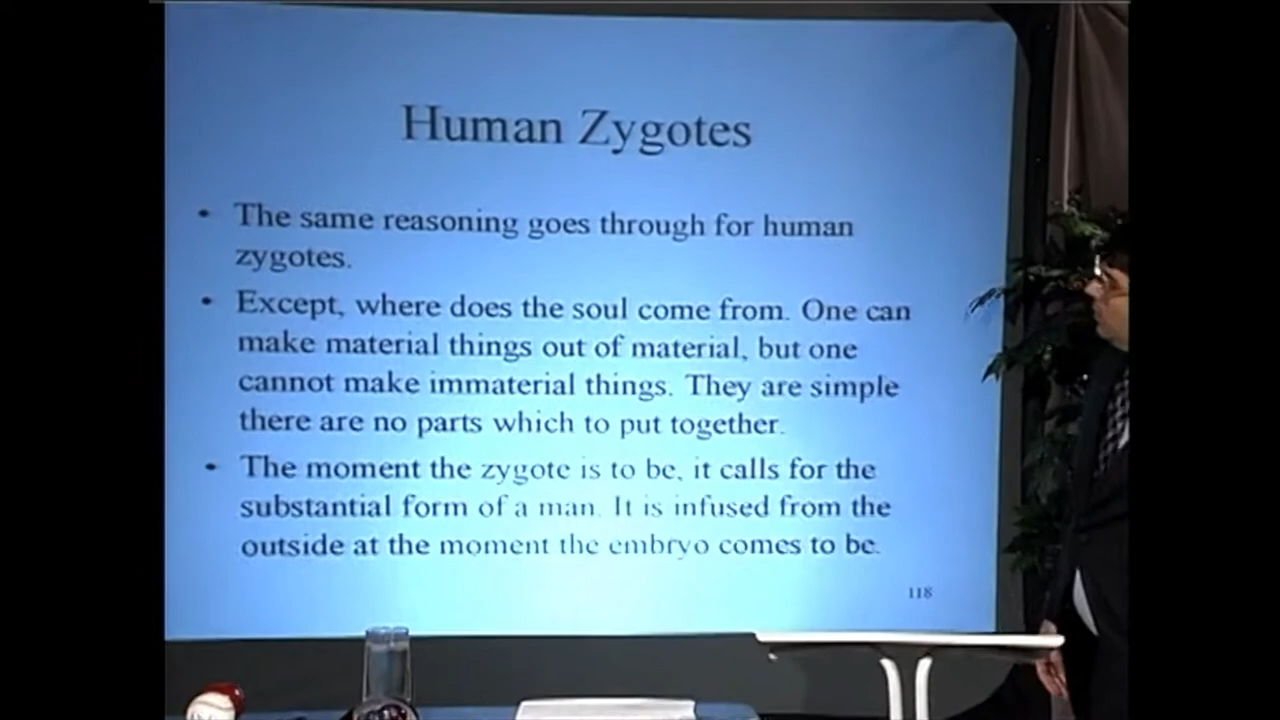 Human Zygotes
• The same reasoning goes through for human
zygotes.
• Except, where does the soul come from. One can
make material things out of material, but one
cannot make immaterial things. They are simple
there are no parts which to put together.
• The moment the zygote is to be, it calls for the
substantial form of a man. It is infused from the
outside at the moment the embryo comes to be.
118